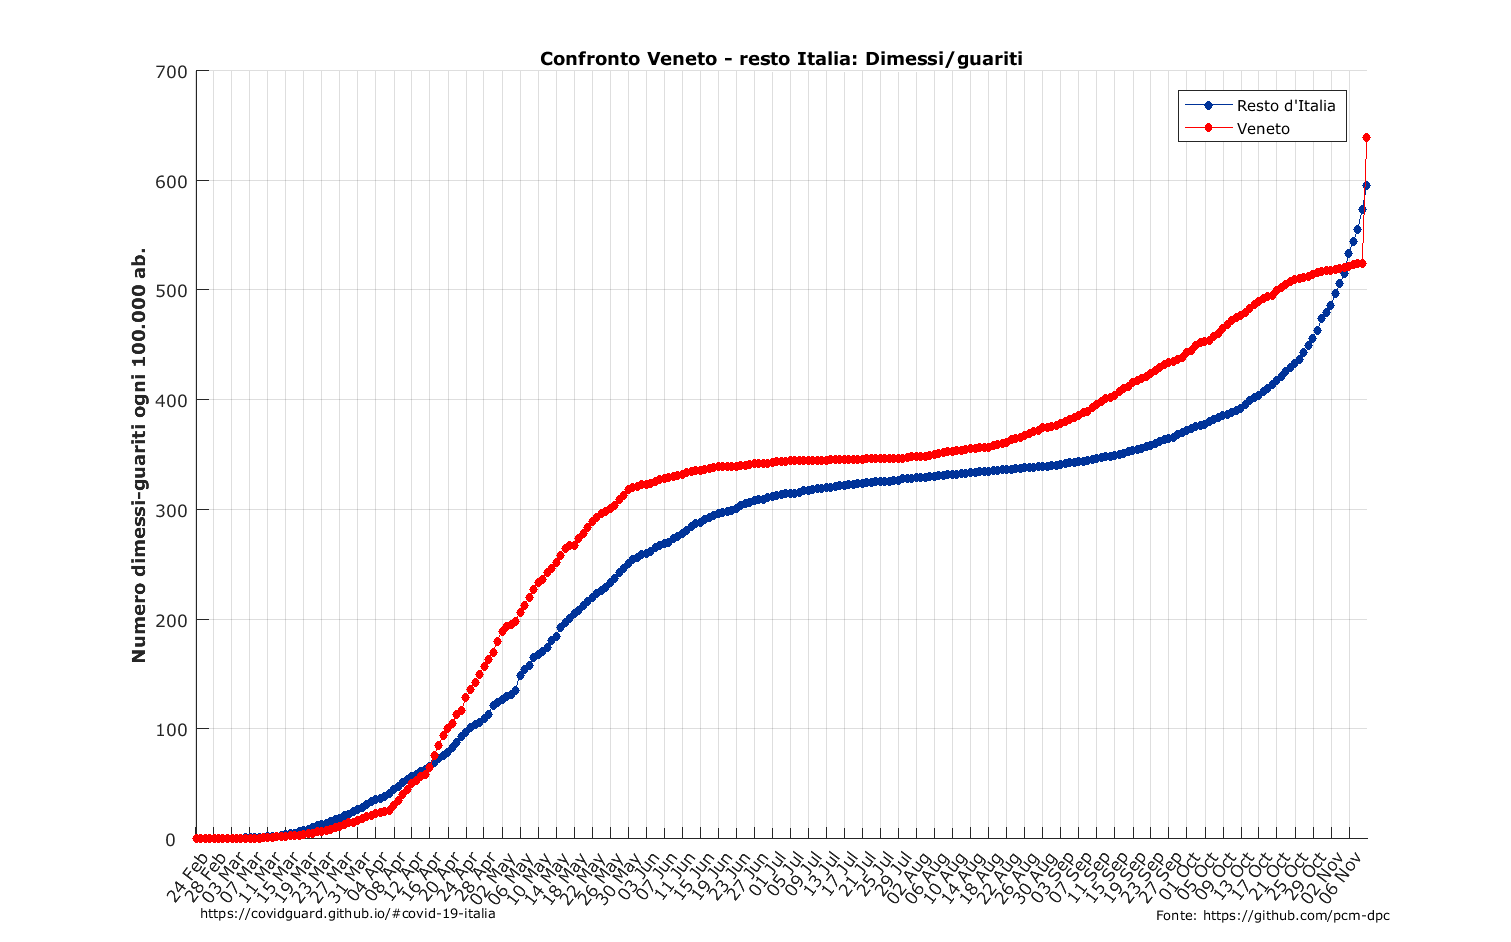 Confronto Veneto - resto Italia: Dimessi/guariti
Resto d'Italia
Veneto
Numero dimessi-guariti ogni 100.000 ab.
700
600
500
400
300
200
100
0
24 Feb
28 Feb
03 Mar
07 Mar
11 Mar
15 Mar
19 Mar
23 Mar
27 Mar
31 Mar
04 Apr
08 Apr
12 Apr
16 Apr
20 Apr
24 Apr
28 Apr
02 May
06 May
10 May
14 May
18 May
22 May
26 May
30 May
03 Jun
07 Jun
11 Jun
15 Jun
19 Jun
23 Jun
27 Jun
01 Jul
05 Jul
09 Jul
13 Jul
17 Jul
21 Jul
25 Jul
29 Jul
02 Aug
06 Aug
10 Aug
14 Aug
18 Aug
22 Aug
26 Aug
30 Aug
03 Sep
07 Sep
11 Sep
15 Sep
19 Sep
23 Sep
27 Sep
01 Oct
05 Oct
09 Oct
13 Oct
17 Oct
21 Oct
25 Oct
29 Oct
02 Nov
06 Nov
https://covidguard.github.io/#covid-19-italia
Fonte: https://github.com/pcm-dpc